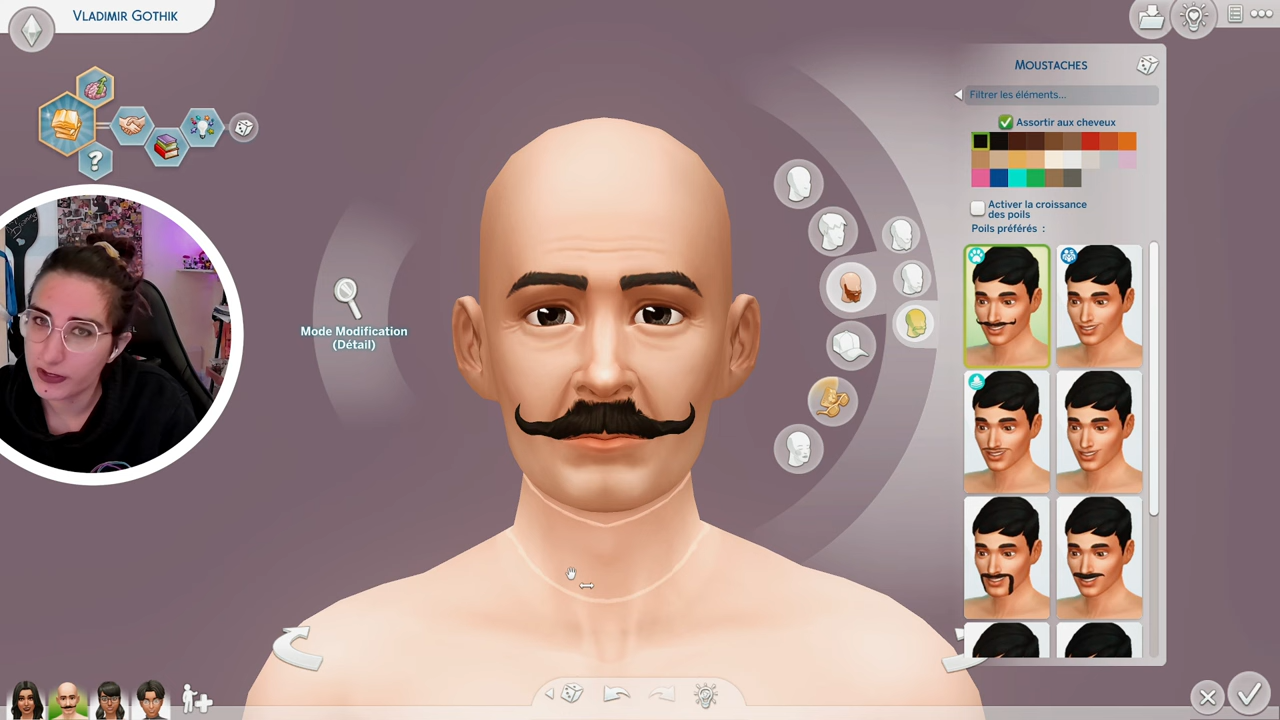 VLADIMIR GOTHIK
MOUSTACHES
Filtrer les éléments...
Assortir aux cheveux
Activer la croissance
des poils
Poils préférés :
Mode Modification
(Détail)
?